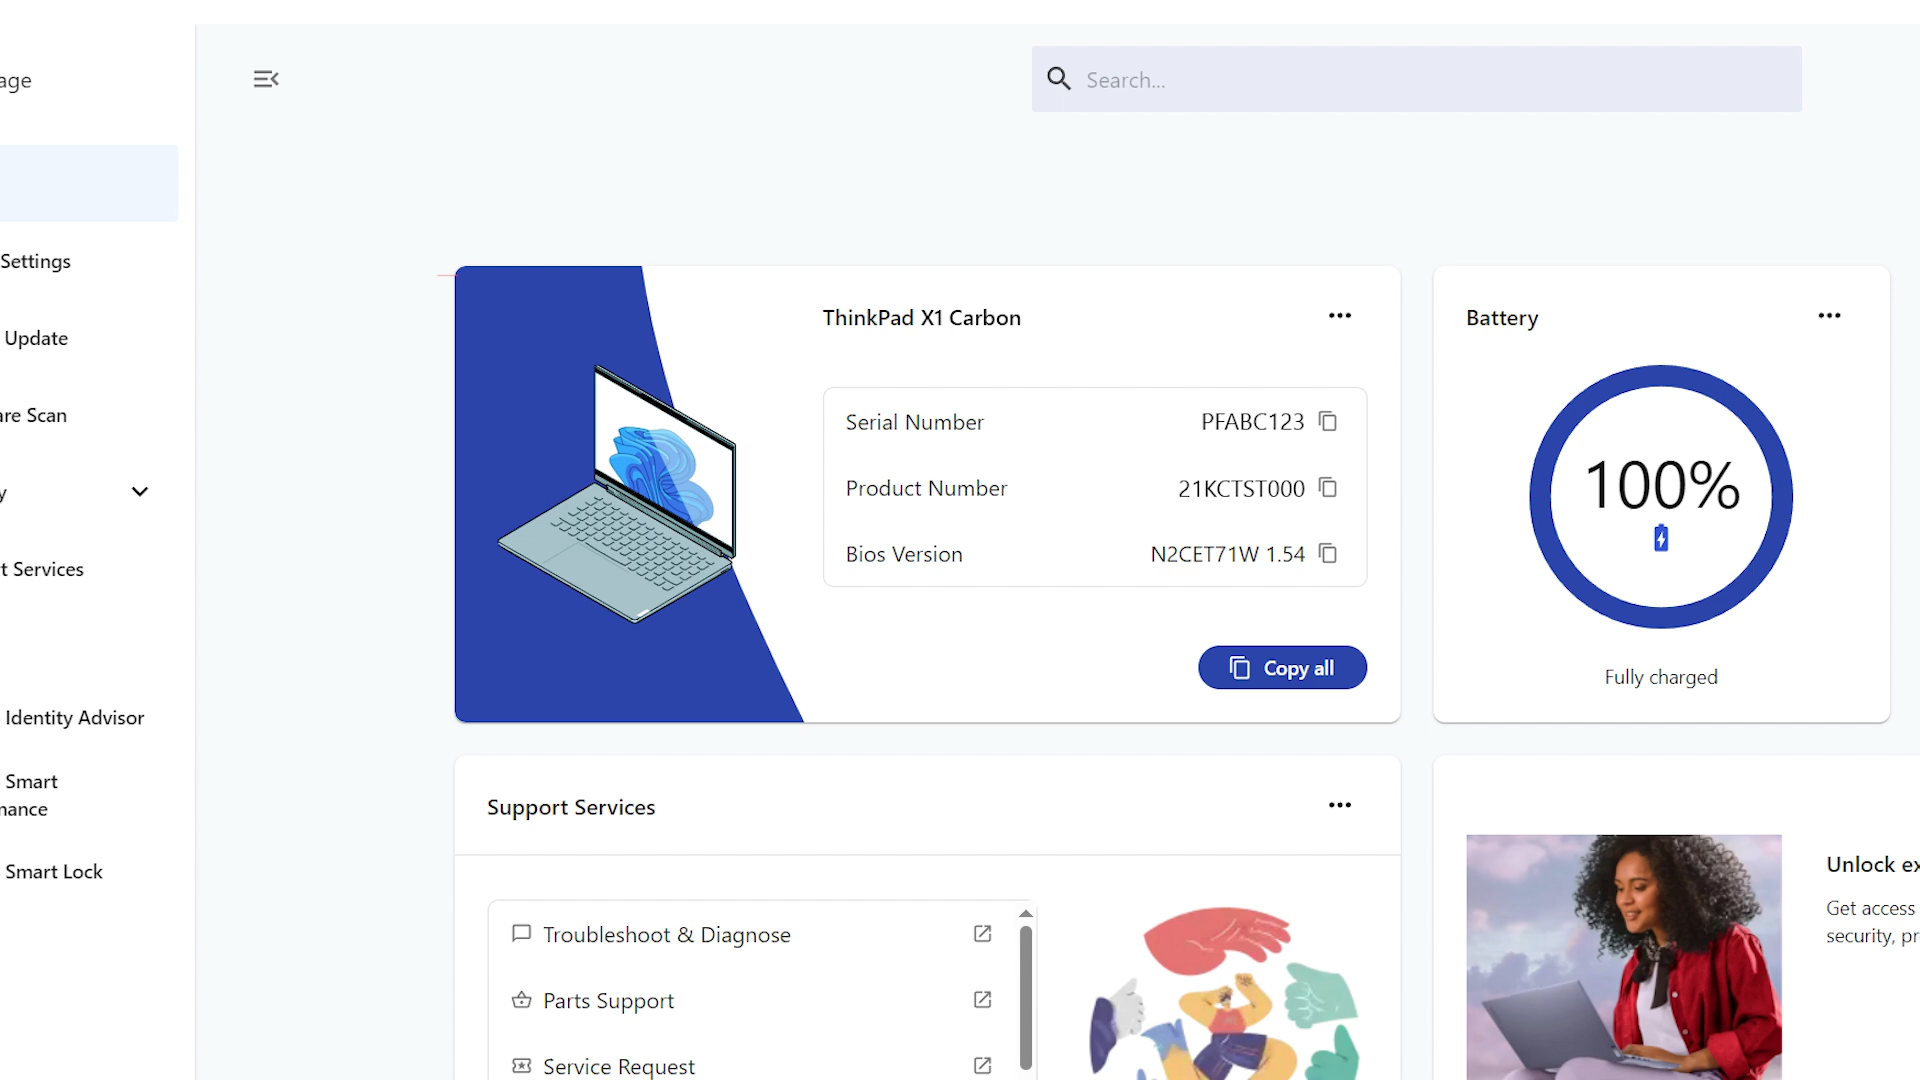 age
Search...
Settings
Update
are Scan
y
t Services
Identity Advisor
Smart
nance
Smart Lock
ThinkPad X1 Carbon
Serial Number PFABC123
Product Number 21KCTST000
Bios Version N2CET71W 1.54
Copy all
Battery
100%
Fully charged
Support Services
Troubleshoot & Diagnose
Parts Support
Service Request
Unlock ex
Get access
security, pr